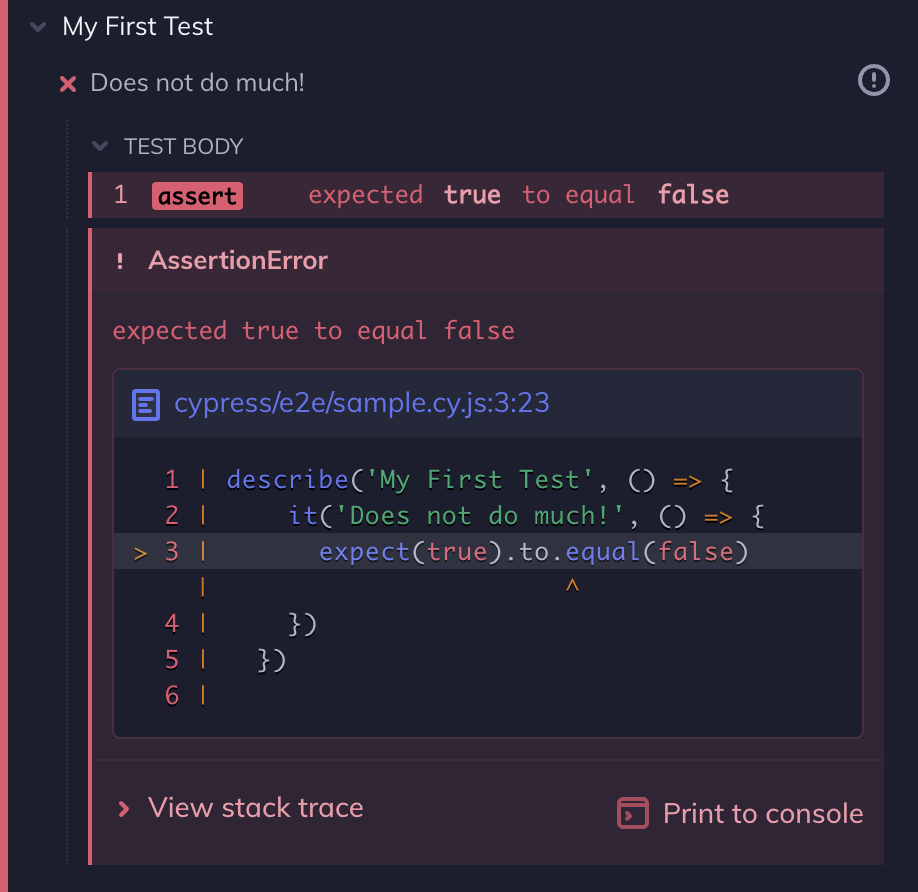 My First Test
Does not do much!
TEST BODY
1 assert expected true to equal false
! AssertionError
expected true to equal false
cypress/e2e/sample.cy.js:3:23
1 | describe('My First Test', () => {
2 | it('Does not do much!', () => {
> 3 | expect(true).to.equal(false)
| ^
4 | })
5 | })
6 |
View stack trace
Print to console